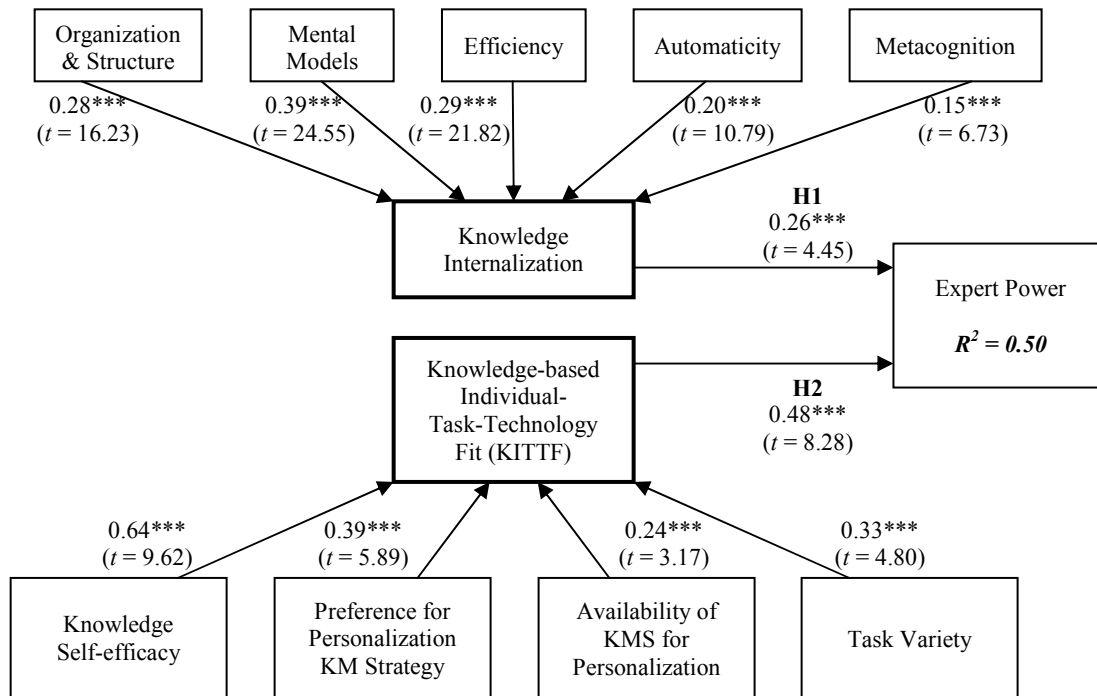 Organization
& Structure
Mental
Models
Efficiency
Automaticity
Metacognition
0.28***
(t = 16.23)
0.39***
(t = 24.55)
0.29***
(t = 21.82)
0.20***
(t = 10.79)
0.15***
(t = 6.73)
Knowledge
Internalization
H1
0.26***
(t = 4.45)
Expert Power
R² = 0.50
Knowledge-based
Individual-
Task-Technology
Fit (KITTF)
H2
0.48***
(t = 8.28)
0.64***
(t = 9.62)
0.39***
(t = 5.89)
0.24***
(t = 3.17)
0.33***
(t = 4.80)
Knowledge
Self-efficacy
Preference for
Personalization
KM Strategy
Availability of
KMS for
Personalization
Task Variety